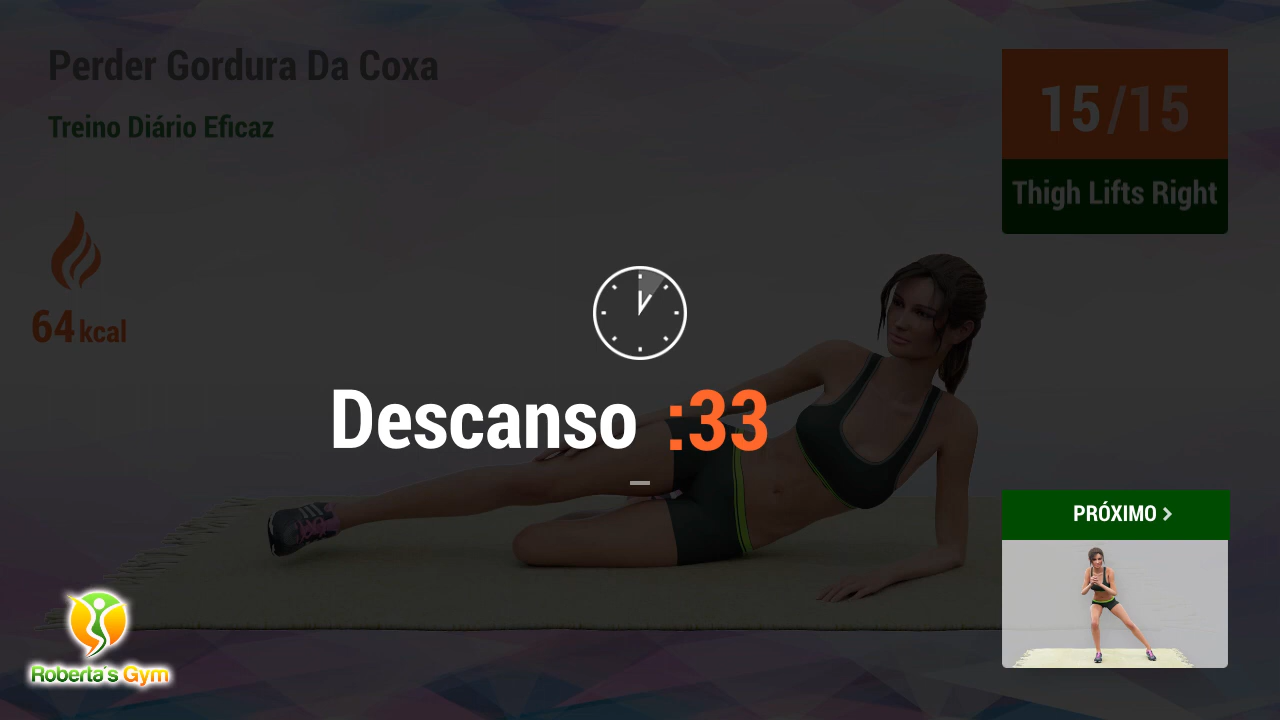 Perder Gordura Da Coxa
Treino Diário Eficaz
15/15
Thigh Lifts Right
64 kcal
Descanso :33
PRÓXIMO >
Roberta´s Gym